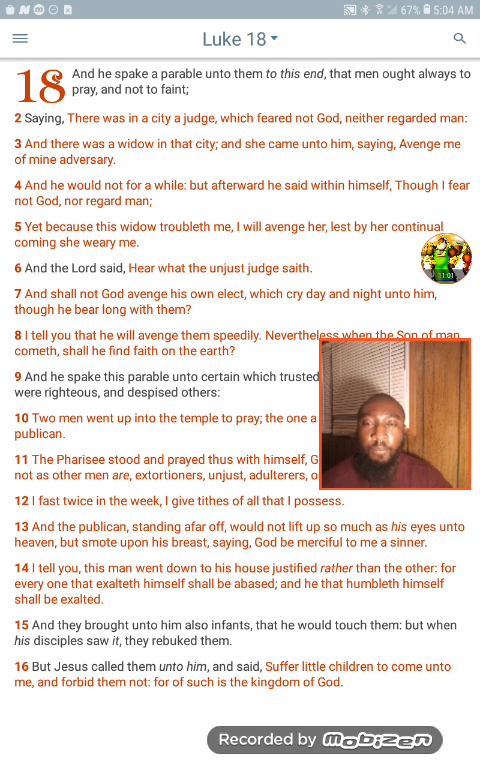 67% 5:04 AM
Luke 18
18 And he spake a parable unto them to this end, that men ought always to
pray, and not to faint;
2 Saying, There was in a city a judge, which feared not God, neither regarded man:
3 And there was a widow in that city; and she came unto him, saying, Avenge me
of mine adversary.
4 And he would not for a while: but afterward he said within himself, Though I fear
not God, nor regard man;
5 Yet because this widow troubleth me, I will avenge her, lest by her continual
coming she weary me.
6 And the Lord said, Hear what the unjust judge saith.
11:01
7 And shall not God avenge his own elect, which cry day and night unto him,
though he bear long with them?
8 I tell you that he will avenge them speedily. Nevertheless when the Son of man
cometh, shall he find faith on the earth?
9 And he spake this parable unto certain which trusted
were righteous, and despised others:
10 Two men went up into the temple to pray; the one a
publican.
11 The Pharisee stood and prayed thus with himself, G
not as other men are, extortioners, unjust, adulterers, o
12 I fast twice in the week, I give tithes of all that I possess.
13 And the publican, standing afar off, would not lift up so much as his eyes unto
heaven, but smote upon his breast, saying, God be merciful to me a sinner.
14 I tell you, this man went down to his house justified rather than the other: for
every one that exalteth himself shall be abased; and he that humbleth himself
shall be exalted.
15 And they brought unto him also infants, that he would touch them: but when
his disciples saw it, they rebuked them.
16 But Jesus called them unto him, and said, Suffer little children to come unto
me, and forbid them not: for of such is the kingdom of God.
Recorded by mobizen